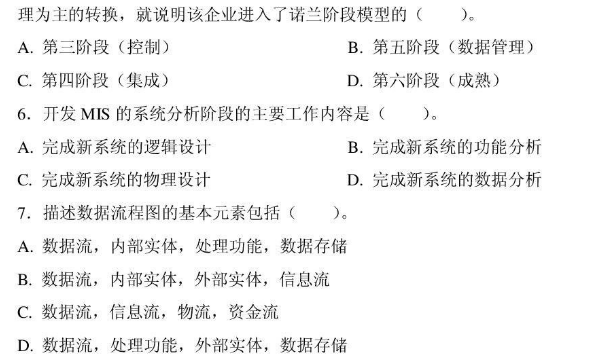 理为主的转换，就说明该企业进入了诺兰阶段模型的（　　）。
A. 第三阶段（控制）　　B. 第五阶段（数据管理）
C. 第四阶段（集成）　　D. 第六阶段（成熟）
6．开发 MIS 的系统分析阶段的主要工作内容是（　　）。
A. 完成新系统的逻辑设计　　B. 完成新系统的功能分析
C. 完成新系统的物理设计　　D. 完成新系统的数据分析
7．描述数据流程图的基本元素包括（　　）。
A. 数据流，内部实体，处理功能，数据存储
B. 数据流，内部实体，外部实体，信息流
C. 数据流，信息流，物流，资金流
D. 数据流，处理功能，外部实体，数据存储